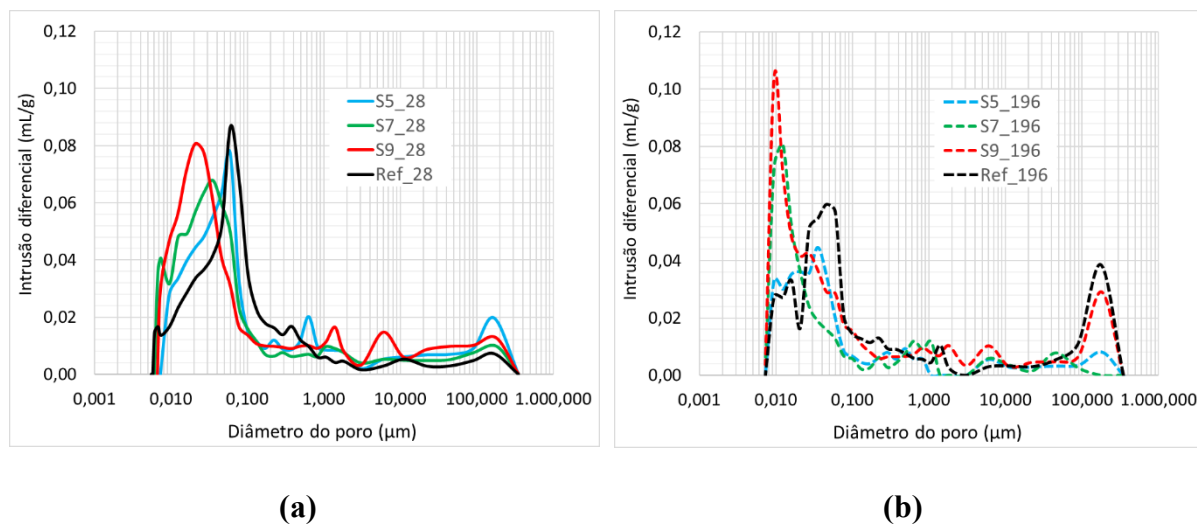 0,12
0,10
0,08
0,06
0,04
0,02
0,00
Intrusão diferencial (mL/g)
S5_28
S7_28
S9_28
Ref_28
0,001 0,010 0,100 1,000 10,000 100,000 1.000,000
Diâmetro do poro (µm)
(a)
0,12
0,10
0,08
0,06
0,04
0,02
0,00
Intrusão diferencial (mL/g)
S5_196
S7_196
S9_196
Ref_196
0,001 0,010 0,100 1,000 10,000 100,000 1.000,000
Diâmetro do poro (µm)
(b)